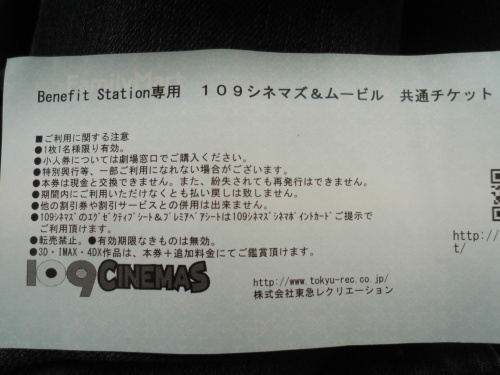 FamilyMart
Benefit Station専用 １０９シネマズ＆ムービル 共通チケット
■ご利用に関する注意
●1枚1名様限り有効。
●小人券については劇場窓口でご購入ください。
●特別興行等、一部ご利用になれない場合がございます。
●本券は現金と交換できません。また、紛失されても再発行はできません。
●期間内にご利用いただけなくとも払い戻しは致しません。
●他の割引券や割引サービスとの併用は出来ません。
●109ｼﾈﾏｽﾞのｴｸﾞｾﾞｸﾃｨﾌﾞｼｰﾄ&ﾌﾟﾚﾐｱﾍﾟｱｼｰﾄは109ｼﾈﾏｽﾞｼﾈﾏﾎﾟｲﾝﾄｶｰﾄﾞご提示で
ご利用頂けます。
●転売禁止。●有効期限なきものは無効。
●3D・IMAX・4DX作品は、本券＋追加料金にてご鑑賞頂けます。
http:/
t/
109 CINEMAS
http://www.tokyu-rec.co.jp/
株式会社東急レクリエーション